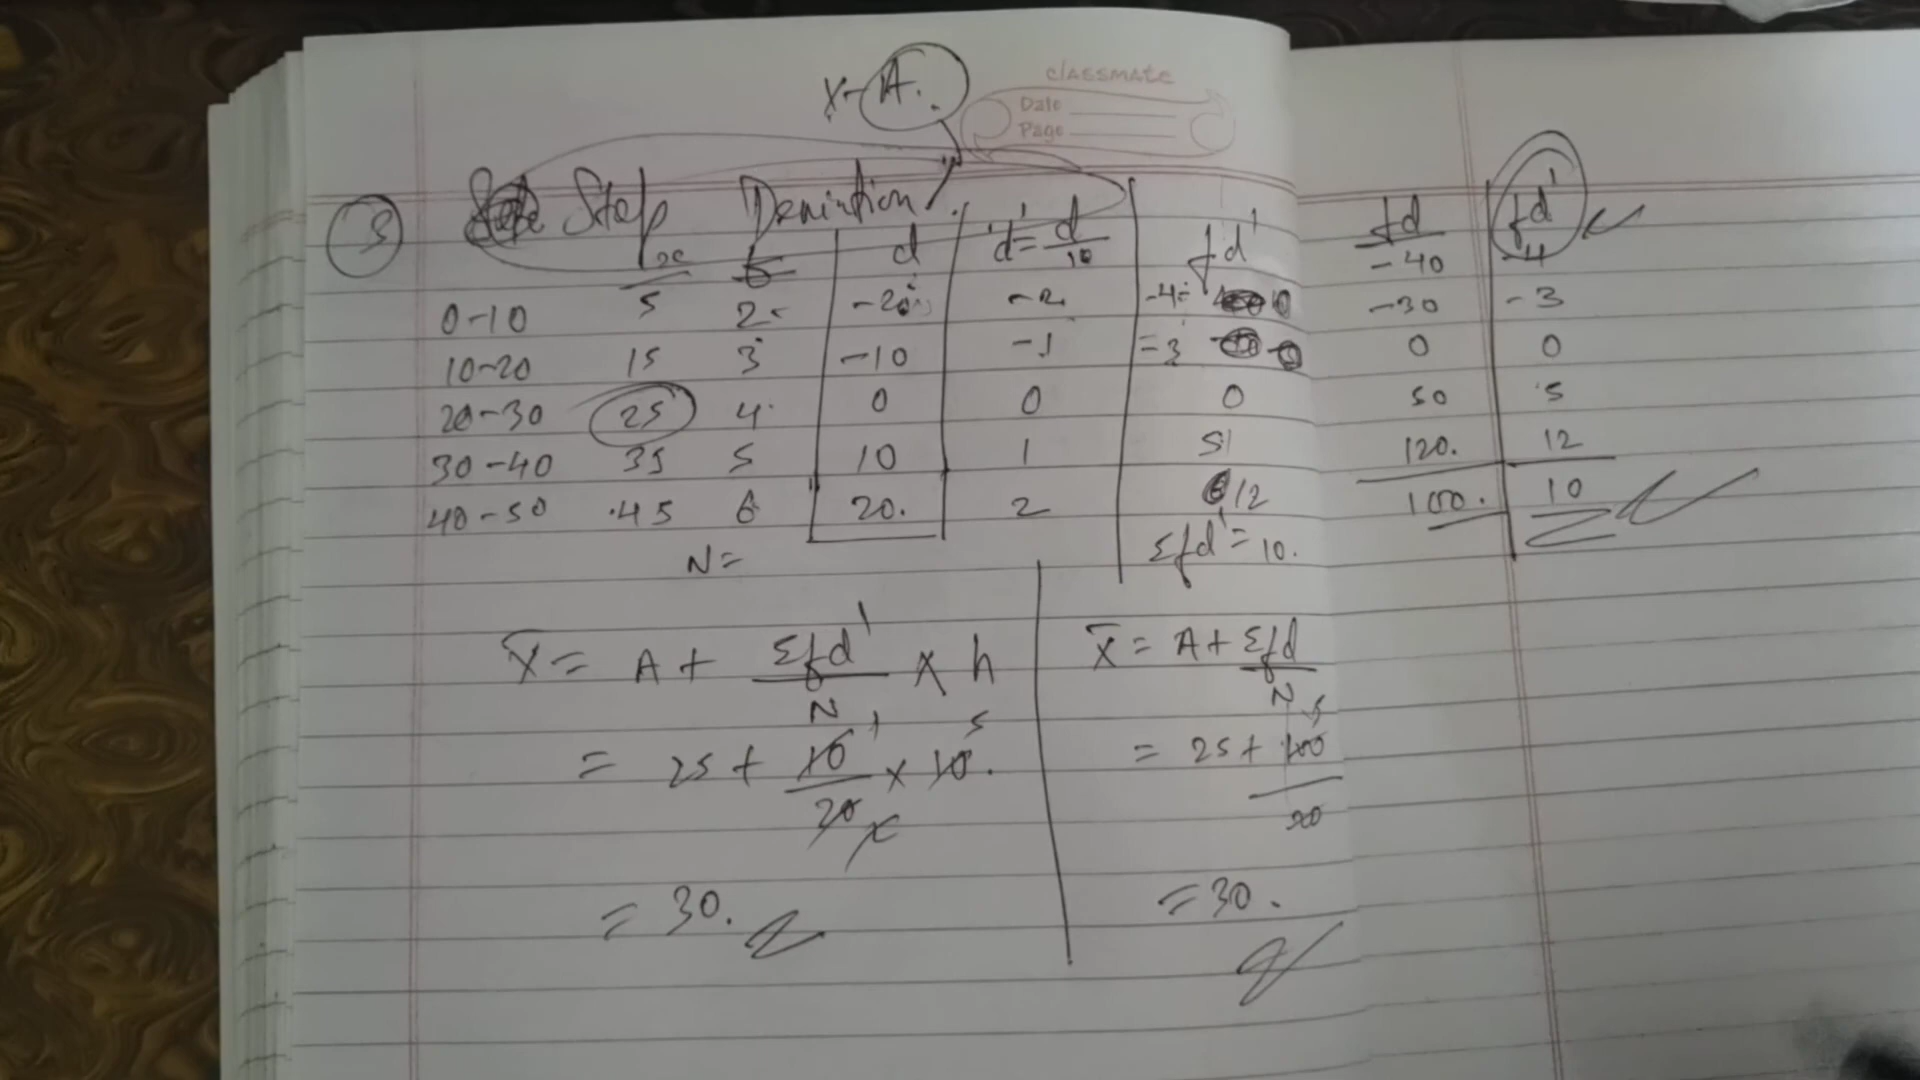 x-A.
CLASSMATE
Date
Page
3 Step Deviation
x f d d'= d/10 fd' fd fd'
-40 -4
0-10 5 2 -20 -2 -4 -30 -3
10-20 15 3 -10 -1 -3 0 0
20-30 25 4 0 0 0 50 5
30-40 35 5 10 1 5 120. 12
40-50 45 6 20. 2 12 100. 10
N= Σfd'= 10.
x̄ = A + Σfd'/N × h x̄ = A + Σfd/N
= 25 + 10/20 × 10. 1 5 = 25 + 100/20 5
= 30. = 30.